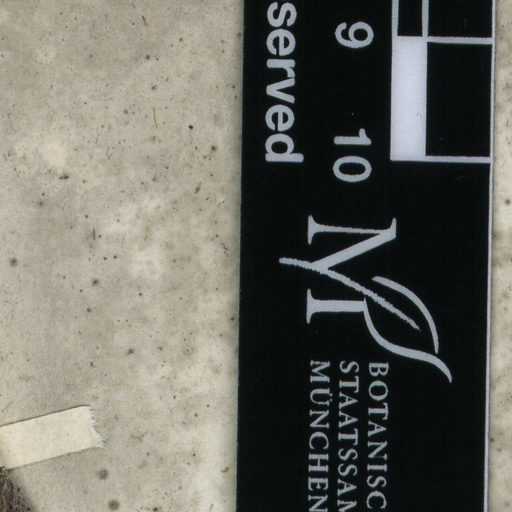 served
9 10
M
BOTANISC
STAATSSAM
MÜNCHEN